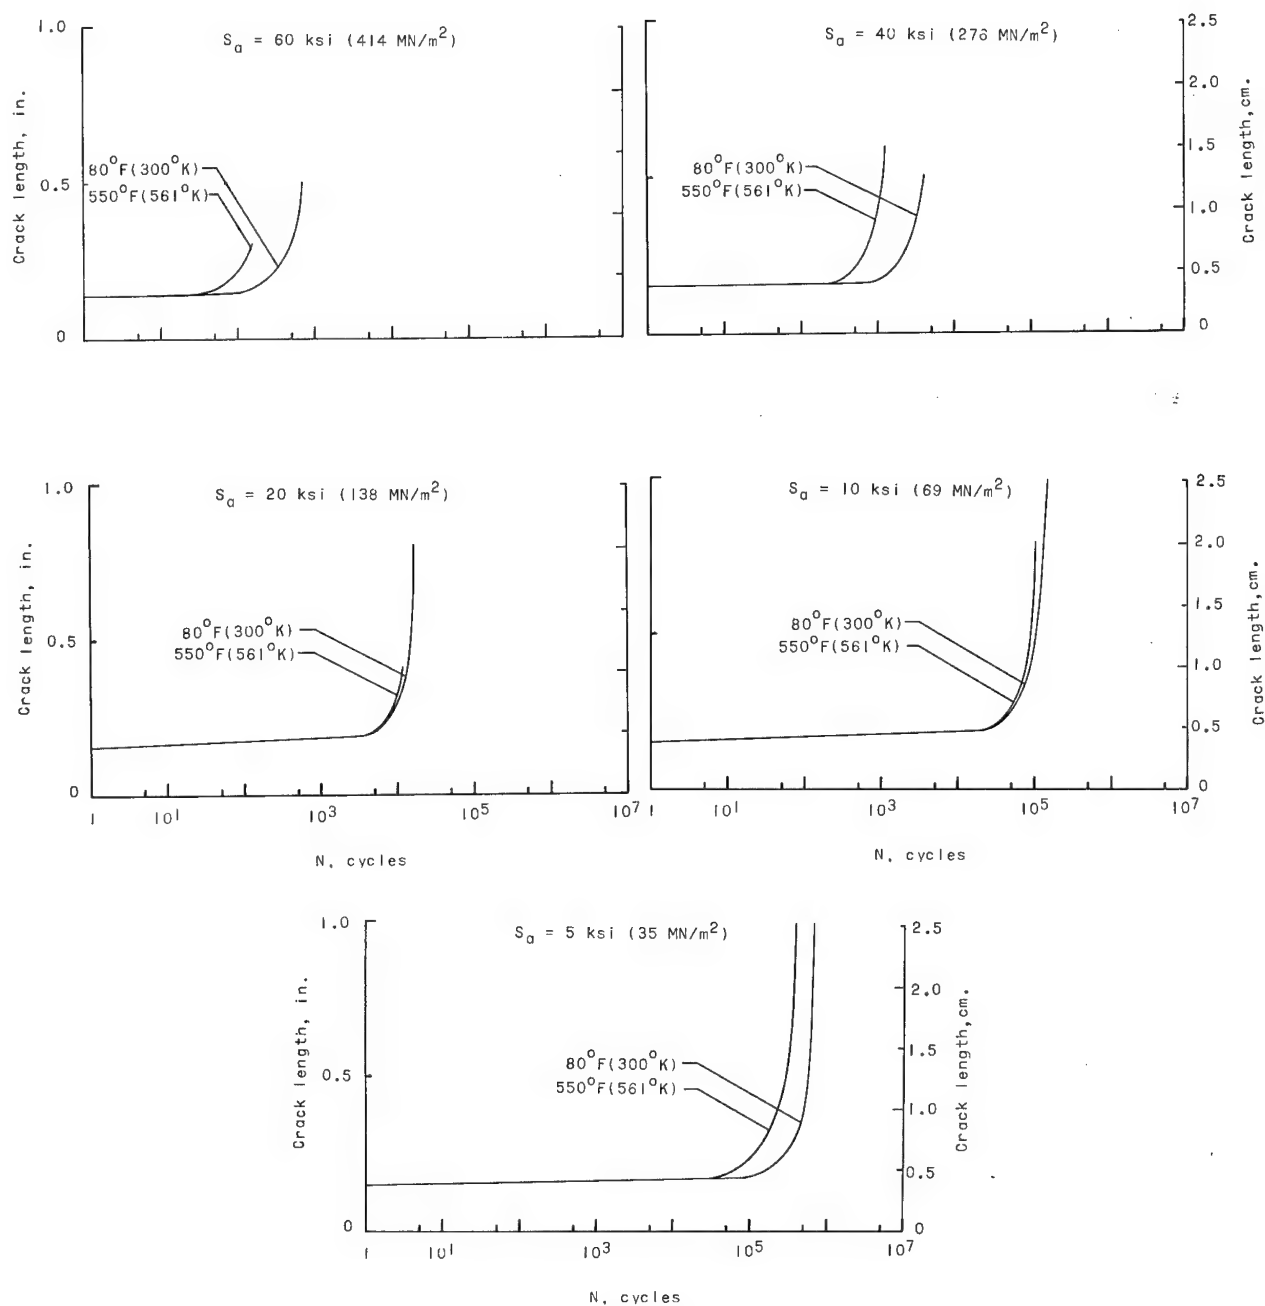 1.0
Sₐ = 60 ksi (414 MN/m²)
Crack length, in.
80°F(300°K)
0.5
550°F(561°K)
0
Sₐ = 40 ksi (276 MN/m²)
2.5
2.0
80°F(300°K)
1.5
550°F(561°K)
1.0
0.5
0
Crack length,cm.
1.0
Sₐ = 20 ksi (138 MN/m²)
Crack length, in.
80°F(300°K)
0.5
550°F(561°K)
0
1 10¹ 10³ 10⁵ 10⁷
N, cycles
Sₐ = 10 ksi (69 MN/m²)
2.5
2.0
80°F(300°K)
1.5
550°F(561°K)
1.0
0.5
0
Crack length,cm.
1 10¹ 10³ 10⁵ 10⁷
N, cycles
1.0
Sₐ = 5 ksi (35 MN/m²)
2.5
Crack length, in.
2.0
80°F(300°K)
1.5
0.5
550°F(561°K)
1.0
0.5
0
0
Crack length,cm.
1 10¹ 10³ 10⁵ 10⁷
N, cycles